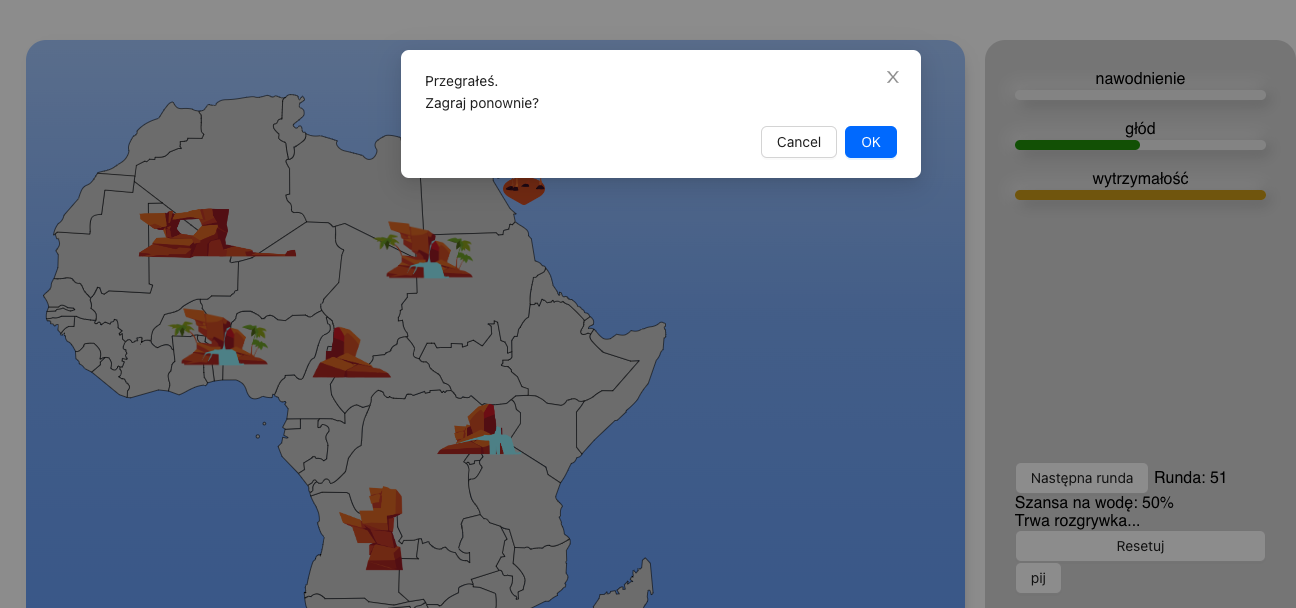 Przegrałeś.
Zagraj ponownie?
Cancel
OK
nawodnienie
głód
wytrzymałość
Następna runda
Runda: 51
Szansa na wodę: 50%
Trwa rozgrywka...
Resetuj
pij